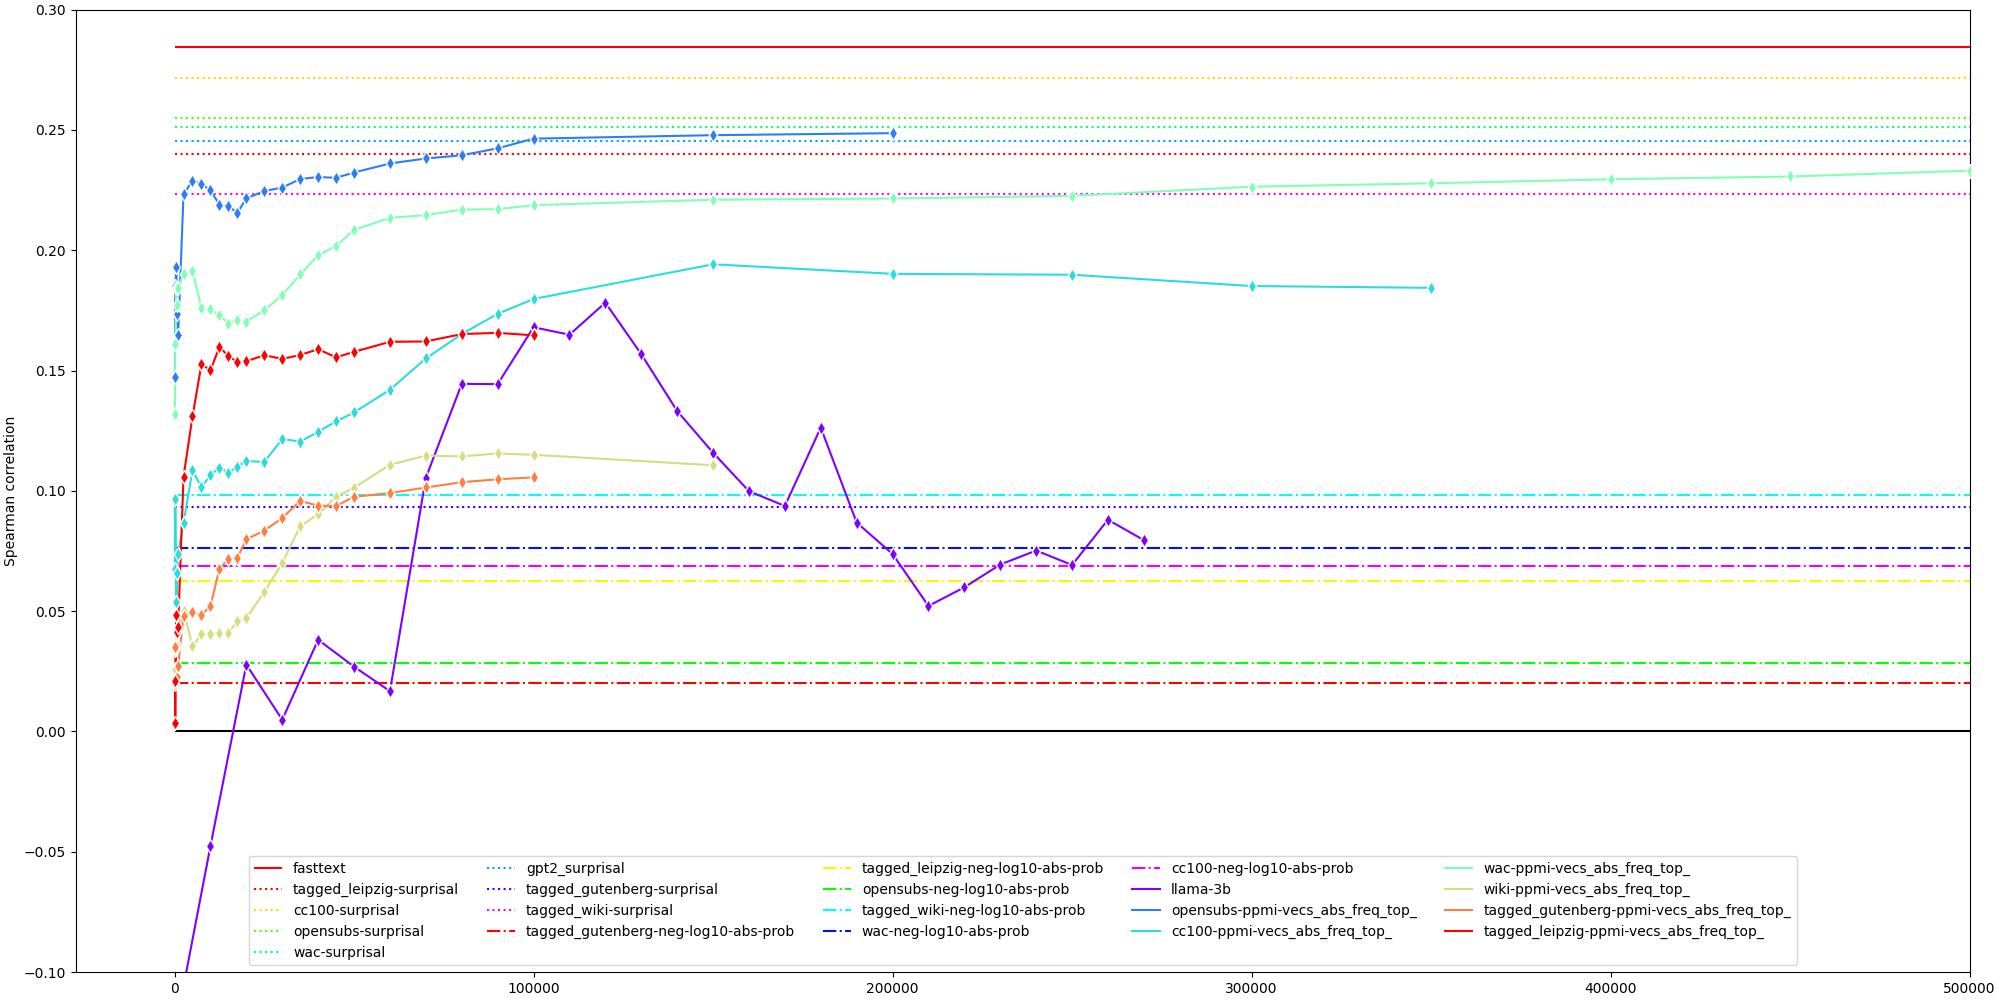 0.30
0.25
0.20
0.15
0.10
0.05
0.00
−0.05
−0.10
Spearman correlation
fasttext
tagged_leipzig-surprisal
cc100-surprisal
opensubs-surprisal
wac-surprisal
gpt2_surprisal
tagged_gutenberg-surprisal
tagged_wiki-surprisal
tagged_gutenberg-neg-log10-abs-prob
tagged_leipzig-neg-log10-abs-prob
opensubs-neg-log10-abs-prob
tagged_wiki-neg-log10-abs-prob
wac-neg-log10-abs-prob
cc100-neg-log10-abs-prob
llama-3b
opensubs-ppmi-vecs_abs_freq_top_
cc100-ppmi-vecs_abs_freq_top_
wac-ppmi-vecs_abs_freq_top_
wiki-ppmi-vecs_abs_freq_top_
tagged_gutenberg-ppmi-vecs_abs_freq_top_
tagged_leipzig-ppmi-vecs_abs_freq_top_
0 100000 200000 300000 400000 500000